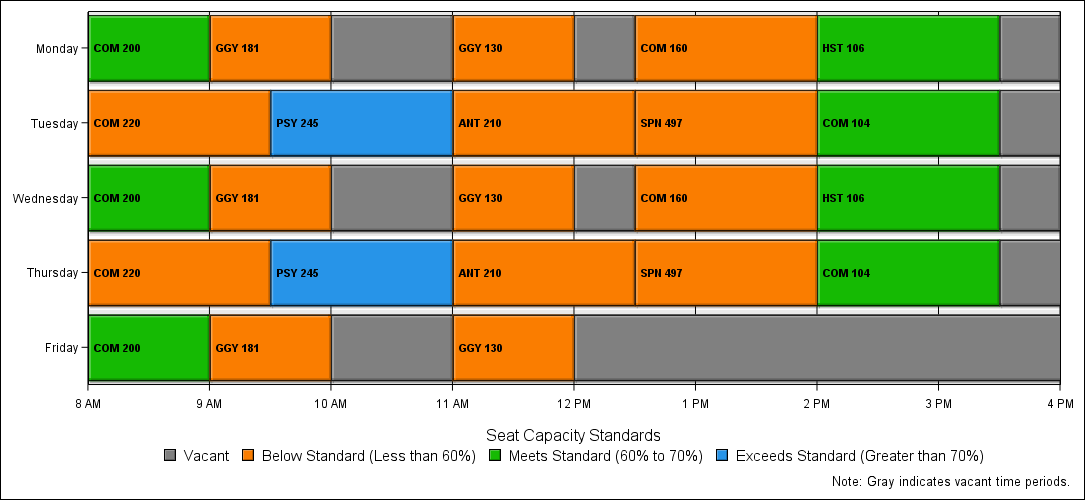 Monday COM 200 GGY 181 GGY 130 COM 160 HST 106
Tuesday COM 220 PSY 245 ANT 210 SPN 497 COM 104
Wednesday COM 200 GGY 181 GGY 130 COM 160 HST 106
Thursday COM 220 PSY 245 ANT 210 SPN 497 COM 104
Friday COM 200 GGY 181 GGY 130
8 AM 9 AM 10 AM 11 AM 12 PM 1 PM 2 PM 3 PM 4 PM
Seat Capacity Standards
Vacant Below Standard (Less than 60%) Meets Standard (60% to 70%) Exceeds Standard (Greater than 70%)
Note: Gray indicates vacant time periods.